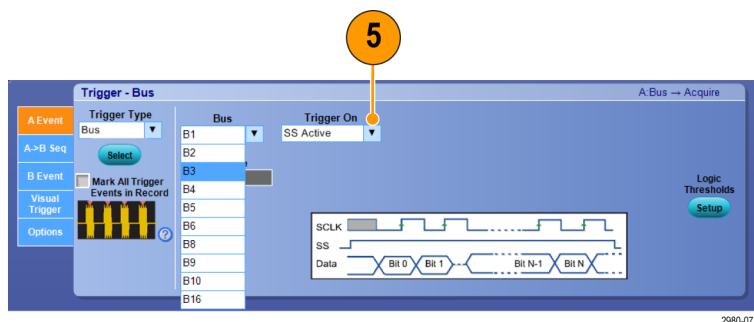 5
Trigger - Bus
A:Bus → Acquire
A Event
A->B Seq
B Event
Visual
Trigger
Options
Trigger Type
Bus
Select
Mark All Trigger
Events in Record
?
Bus
B1
B2
B3
B4
B5
B6
B8
B9
B10
B16
Trigger On
SS Active
SCLK
SS
Data
Bit 0
Bit 1
Bit N-1
Bit N
Logic
Thresholds
Setup